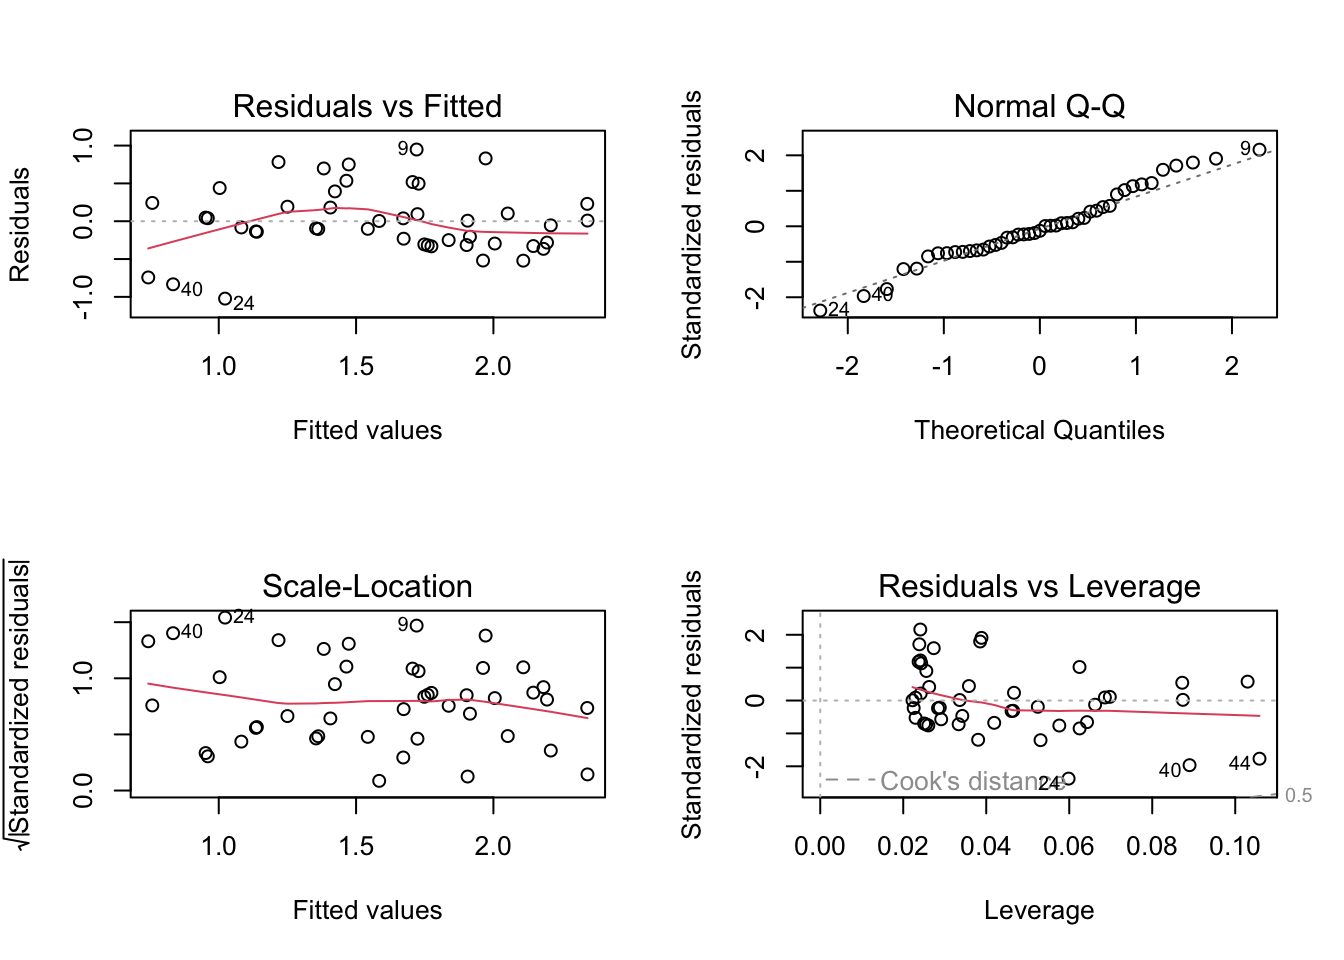 Residuals vs Fitted
Residuals
1.0
0.0
-1.0
9
40
24
1.0 1.5 2.0
Fitted values
Normal Q-Q
Standardized residuals
2
0
-2
9
40
24
-2 -1 0 1 2
Theoretical Quantiles
Scale-Location
√|Standardized residuals|
1.0
0.0
24
40
9
1.0 1.5 2.0
Fitted values
Residuals vs Leverage
Standardized residuals
2
0
-2
44
40
24
Cook's distance
0.5
0.00 0.02 0.04 0.06 0.08 0.10
Leverage